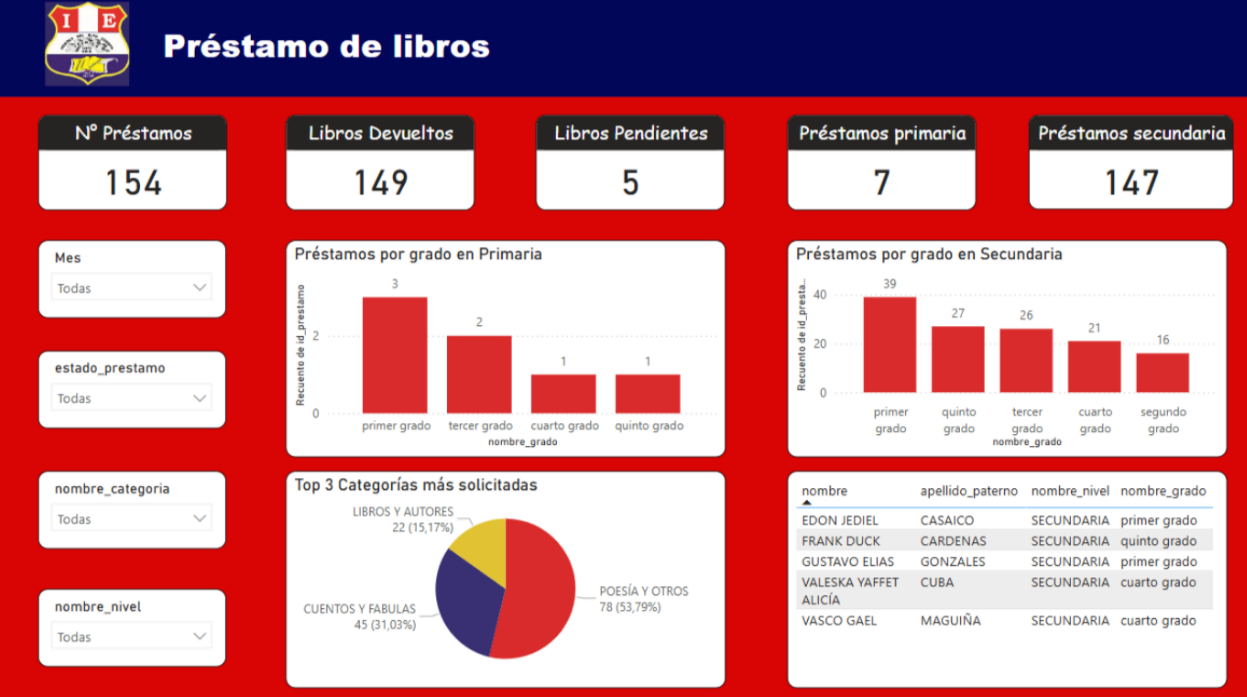 I E
Préstamo de libros
N° Préstamos
154
Libros Devueltos
149
Libros Pendientes
5
Préstamos primaria
7
Préstamos secundaria
147
Mes
Todas
estado_prestamo
Todas
nombre_categoria
Todas
nombre_nivel
Todas
Préstamos por grado en Primaria
Recuento de id_prestamo
2
0
3
2
1
1
primer grado
tercer grado
cuarto grado
quinto grado
nombre_grado
Préstamos por grado en Secundaria
Recuento de id_presta...
40
20
0
39
27
26
21
16
primer
grado
quinto
grado
tercer
grado
cuarto
grado
segundo
grado
nombre_grado
Top 3 Categorías más solicitadas
LIBROS Y AUTORES
22 (15,17%)
CUENTOS Y FABULAS
45 (31,03%)
POESÍA Y OTROS
78 (53,79%)
nombre apellido_paterno nombre_nivel nombre_grado
EDON JEDIEL CASAICO SECUNDARIA primer grado
FRANK DUCK CARDENAS SECUNDARIA quinto grado
GUSTAVO ELIAS GONZALES SECUNDARIA primer grado
VALESKA YAFFET CUBA SECUNDARIA cuarto grado
ALICÍA
VASCO GAEL MAGUIÑA SECUNDARIA cuarto grado